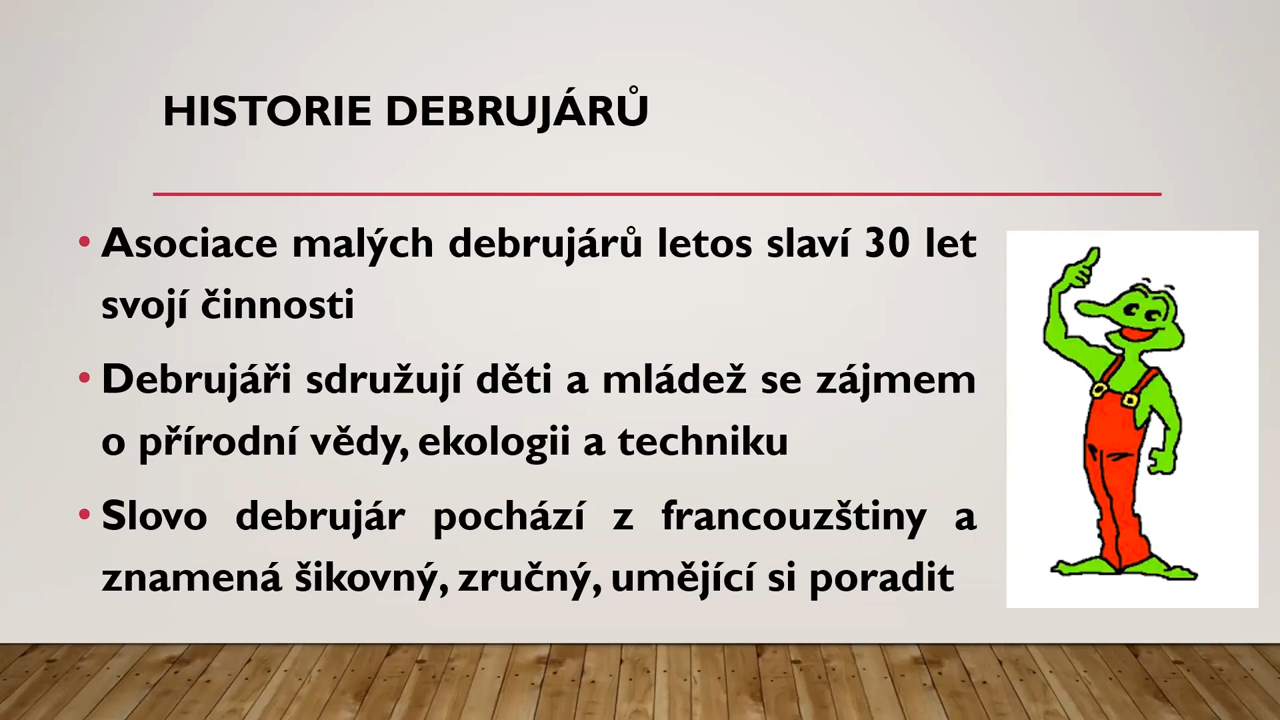 HISTORIE DEBRUJÁRŮ
• Asociace malých debrujárů letos slaví 30 let
svojí činnosti
• Debrujáři sdružují děti a mládež se zájmem
o přírodní vědy, ekologii a techniku
• Slovo debrujár pochází z francouzštiny a
znamená šikovný, zručný, umějící si poradit